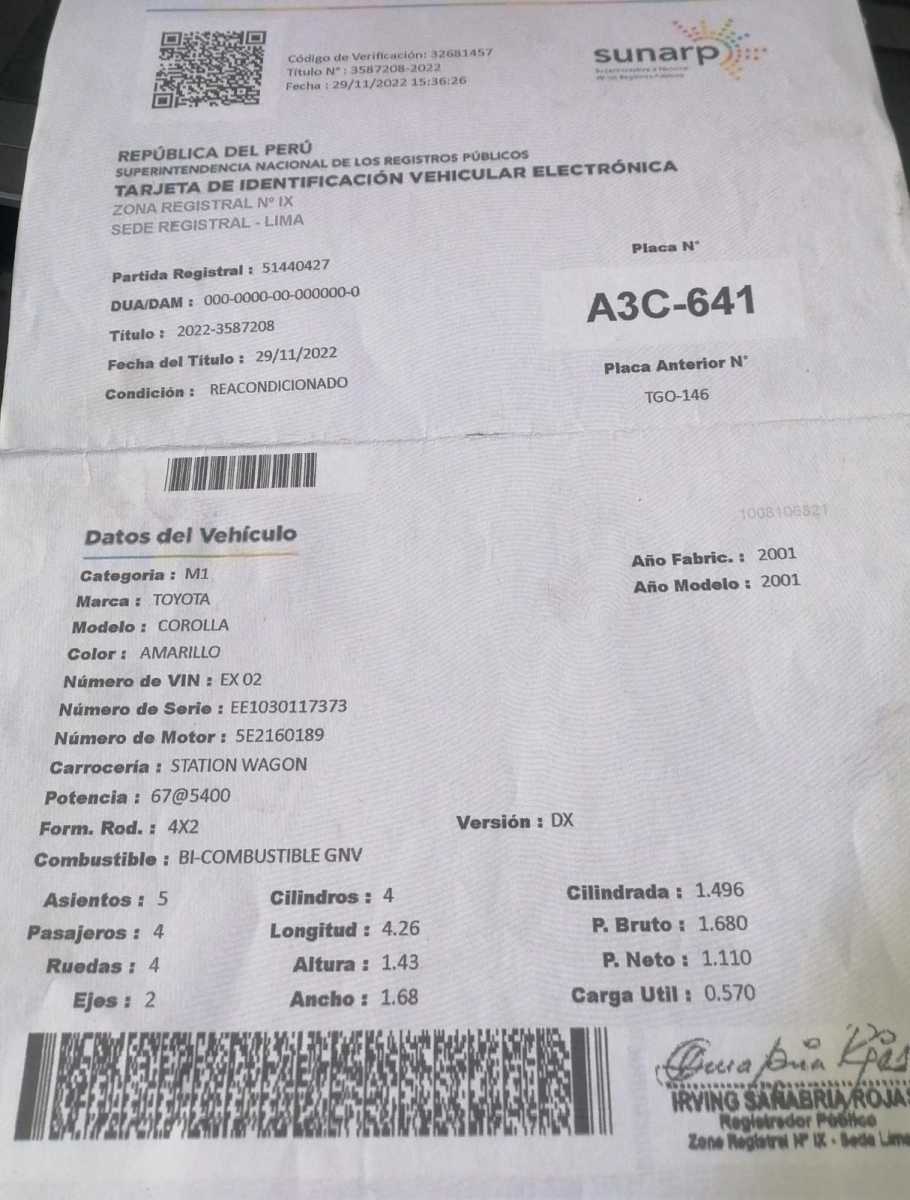 Código de Verificación: 32681457
Título N° : 3587208-2022
Fecha : 29/11/2022 15:36:26
sunarp
REPÚBLICA DEL PERÚ
SUPERINTENDENCIA NACIONAL DE LOS REGISTROS PÚBLICOS
TARJETA DE IDENTIFICACIÓN VEHICULAR ELECTRÓNICA
ZONA REGISTRAL N° IX
SEDE REGISTRAL - LIMA
Placa N°
A3C-641
Placa Anterior N°
TGO-146
Partida Registral : 51440427
DUA/DAM : 000-0000-00-000000-0
Título : 2022-3587208
Fecha del Título : 29/11/2022
Condición : REACONDICIONADO
1008106821
Datos del Vehículo
Año Fabric. : 2001
Año Modelo : 2001
Categoria : M1
Marca : TOYOTA
Modelo : COROLLA
Color : AMARILLO
Número de VIN : EX 02
Número de Serie : EE1030117373
Número de Motor : 5E2160189
Carrocería : STATION WAGON
Potencia : 67@5400
Form. Rod. : 4X2
Versión : DX
Combustible : BI-COMBUSTIBLE GNV
Asientos : 5 Cilindros : 4 Cilindrada : 1.496
Pasajeros : 4 Longitud : 4.26 P. Bruto : 1.680
Ruedas : 4 Altura : 1.43 P. Neto : 1.110
Ejes : 2 Ancho : 1.68 Carga Util : 0.570
IRVING SANABRIA ROJAS
Registrador Público
Zona Registral N° IX - Sede Lima